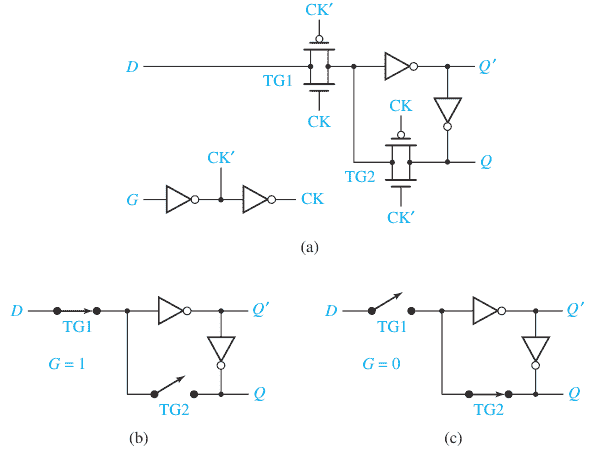 CK′
D
Q′
TG1
CK
CK
CK′
TG2
Q
G
CK
CK′
(a)
D
Q′
D
Q′
TG1
TG1
G = 1
G = 0
Q
Q
TG2
TG2
(b)
(c)